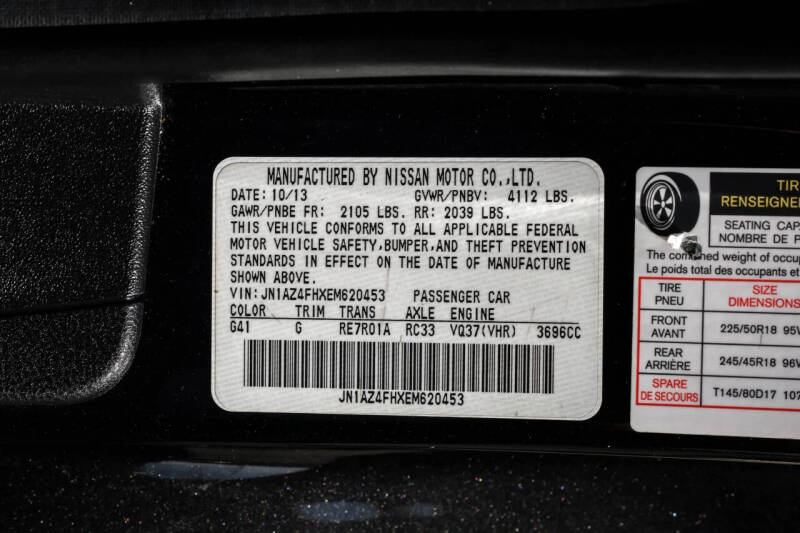 MANUFACTURED BY NISSAN MOTOR CO.,LTD.
DATE: 10/13 GVWR/PNBV: 4112 LBS.
GAWR/PNBE FR: 2105 LBS. RR: 2039 LBS.
THIS VEHICLE CONFORMS TO ALL APPLICABLE FEDERAL
MOTOR VEHICLE SAFETY,BUMPER,AND THEFT PREVENTION
STANDARDS IN EFFECT ON THE DATE OF MANUFACTURE
SHOWN ABOVE.
VIN: JN1AZ4FHXEM620453 PASSENGER CAR
COLOR TRIM TRANS AXLE ENGINE
G41 G RE7R01A RC33 VQ37(VHR) 3696CC
JN1AZ4FHXEM620453
TIR
RENSEIGNE
SEATING CAP
NOMBRE DE P
The combined weight of occup
Le poids total des occupants et
TIRE PNEU SIZE DIMENSIONS
FRONT AVANT 225/50R18 95V
REAR ARRIÈRE 245/45R18 96W
SPARE DE SECOURS T145/80D17 107